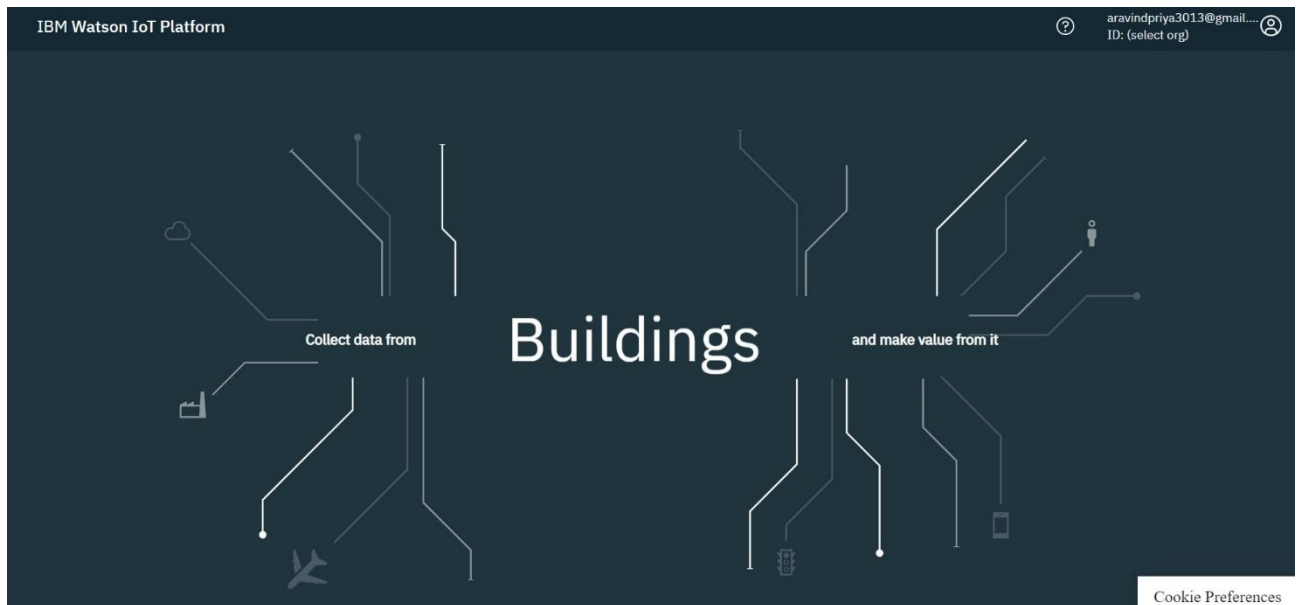 IBM Watson IoT Platform
aravindpriya3013@gmail....
ID: (select org)
Collect data from
Buildings
and make value from it
Cookie Preferences